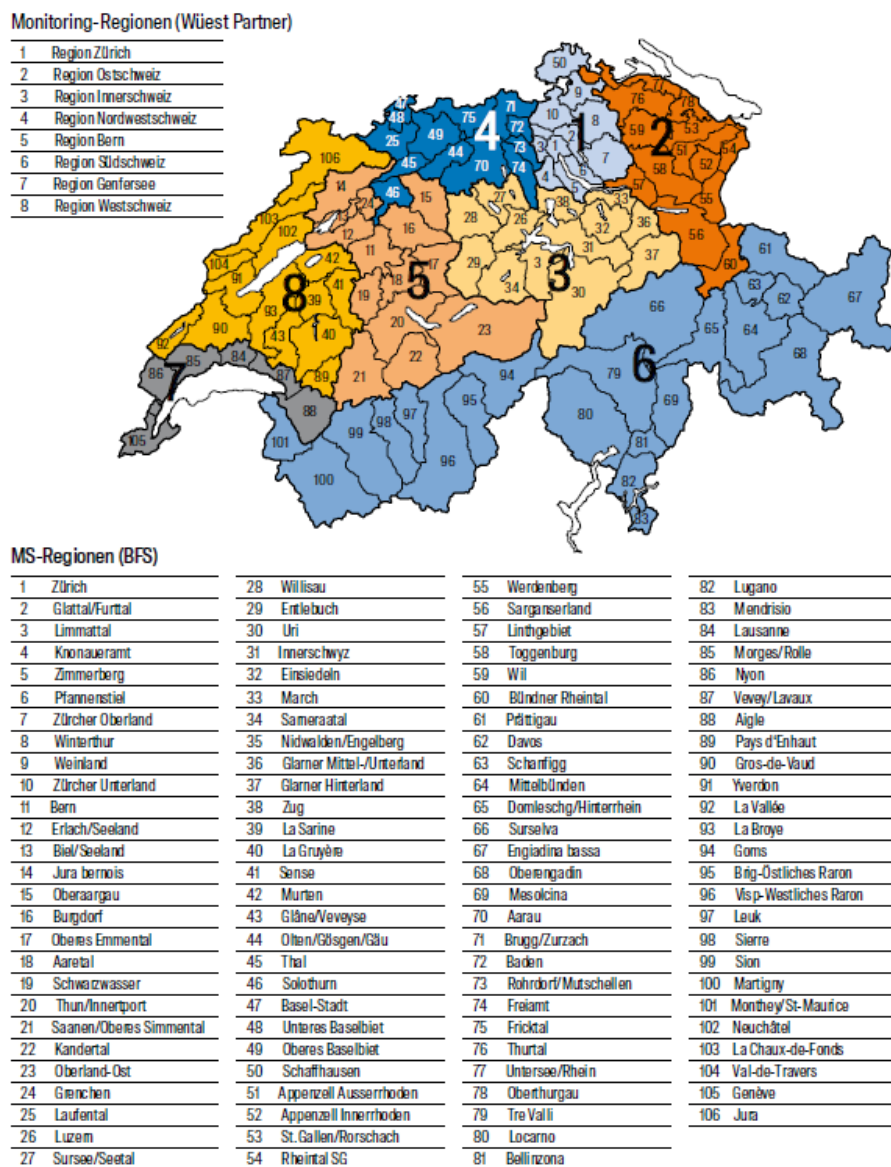 Monitoring-Regionen (Wüest Partner)
1 Region Zürich
2 Region Ostschweiz
3 Region Innerschweiz
4 Region Nordwestschweiz
5 Region Bern
6 Region Südschweiz
7 Region Genfersee
8 Region Westschweiz
MS-Regionen (BFS)
1 Zürich
2 Glattal/Furttal
3 Limmattal
4 Knonaueramt
5 Zimmerberg
6 Pfannenstiel
7 Zürcher Oberland
8 Winterthur
9 Weinland
10 Zürcher Unterland
11 Bern
12 Erlach/Seeland
13 Biel/Seeland
14 Jura bernois
15 Oberaargau
16 Burgdorf
17 Oberes Emmental
18 Aaretal
19 Schwarzwasser
20 Thun/Innertport
21 Saanen/Oberes Simmental
22 Kandertal
23 Oberland-Ost
24 Grenchen
25 Laufental
26 Luzern
27 Sursee/Seetal
28 Willisau
29 Entlebuch
30 Uri
31 Innerschwyz
32 Einsiedeln
33 March
34 Sarneraatal
35 Nidwalden/Engelberg
36 Glarner Mittel-/Unterland
37 Glarner Hinterland
38 Zug
39 La Sarine
40 La Gruyère
41 Sense
42 Murten
43 Glâne/Veveyse
44 Olten/Gösgen/Gäu
45 Thal
46 Solothurn
47 Basel-Stadt
48 Unteres Baselbiet
49 Oberes Baselbiet
50 Schaffhausen
51 Appenzell Ausserrhoden
52 Appenzell Innerrhoden
53 St.Gallen/Rorschach
54 Rheintal SG
55 Werdenberg
56 Sarganserland
57 Linthgebiet
58 Toggenburg
59 Wil
60 Bündner Rheintal
61 Prättigau
62 Davos
63 Schanfigg
64 Mittelbünden
65 Domleschg/Hinterrhein
66 Surselva
67 Engiadina bassa
68 Oberengadin
69 Mesolcina
70 Aarau
71 Brugg/Zurzach
72 Baden
73 Rohrdorf/Mutschellen
74 Freiamt
75 Fricktal
76 Thurtal
77 Untersee/Rhein
78 Oberthurgau
79 Tre Valli
80 Locarno
81 Bellinzona
82 Lugano
83 Mendrisio
84 Lausanne
85 Morges/Rolle
86 Nyon
87 Vevey/Lavaux
88 Aigle
89 Pays d'Enhaut
90 Gros-de-Vaud
91 Yverdon
92 La Vallée
93 La Broye
94 Goms
95 Brig-Östliches Raron
96 Visp-Westliches Raron
97 Leuk
98 Sierre
99 Sion
100 Martigny
101 Monthey/St-Maurice
102 Neuchâtel
103 La Chaux-de-Fonds
104 Val-de-Travers
105 Genève
106 Jura